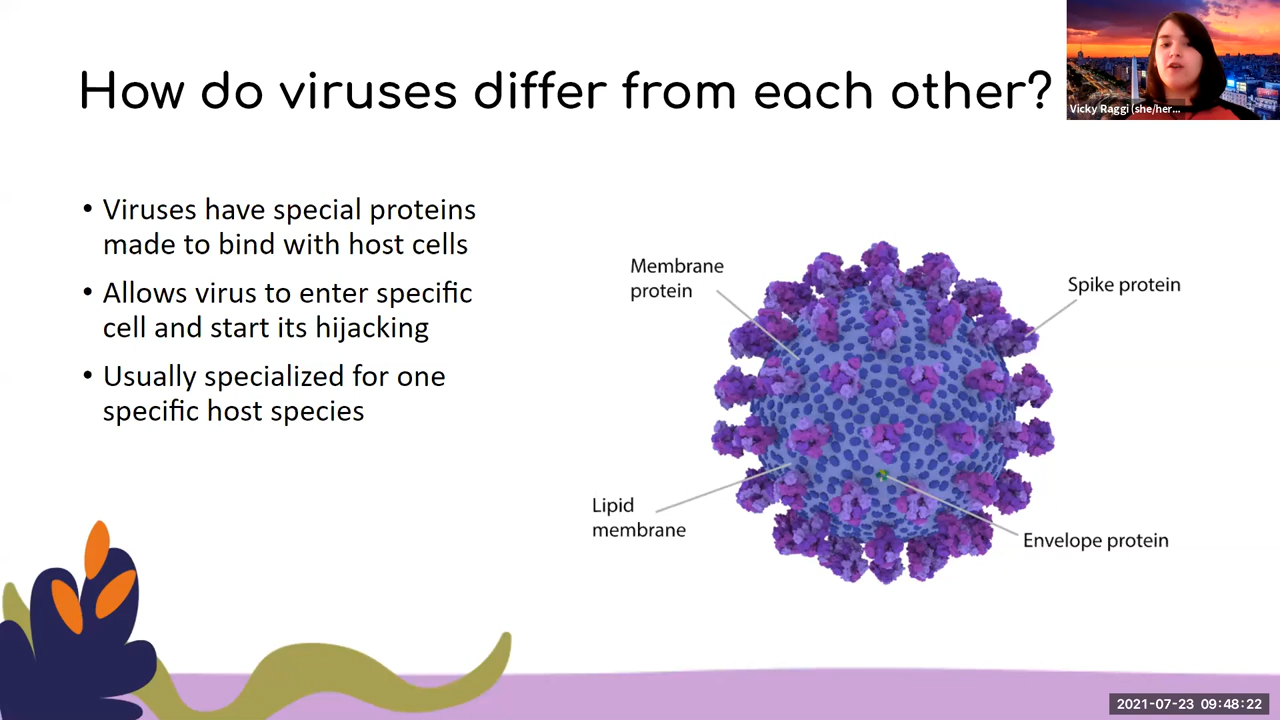 How do viruses differ from each other?
Vicky Raggi (she/her...
• Viruses have special proteins
made to bind with host cells
• Allows virus to enter specific
cell and start its hijacking
• Usually specialized for one
specific host species
Membrane
protein
Spike protein
Lipid
membrane
Envelope protein
2021-07-23 09:48:22